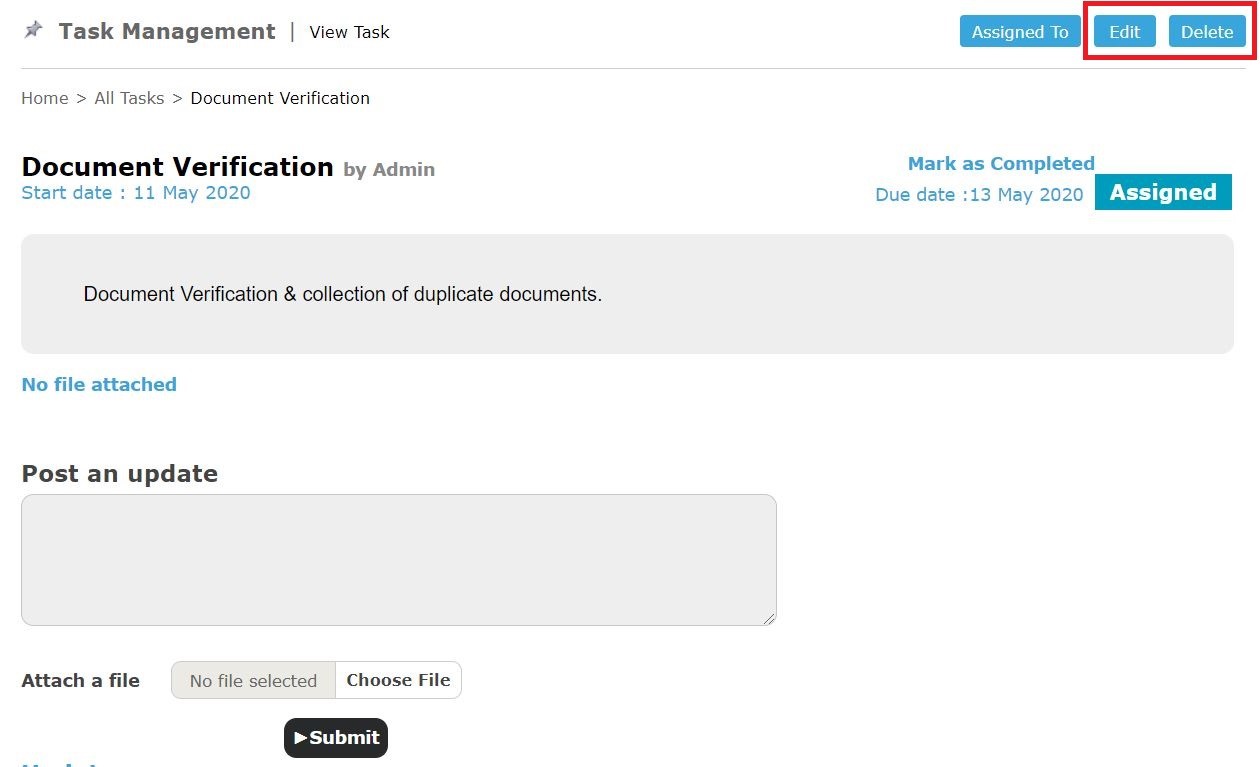 Task Management | View Task
Assigned To Edit Delete
Home > All Tasks > Document Verification
Document Verification by Admin
Start date : 11 May 2020
Mark as Completed
Due date :13 May 2020 Assigned
Document Verification & collection of duplicate documents.
No file attached
Post an update
Attach a file No file selected Choose File
►Submit